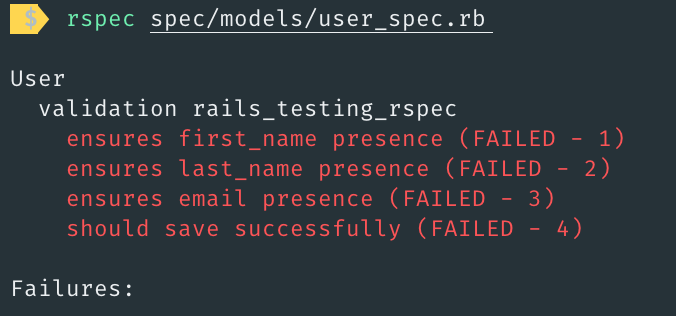 $ rspec spec/models/user_spec.rb
User
validation rails_testing_rspec
ensures first_name presence (FAILED - 1)
ensures last_name presence (FAILED - 2)
ensures email presence (FAILED - 3)
should save successfully (FAILED - 4)
Failures: